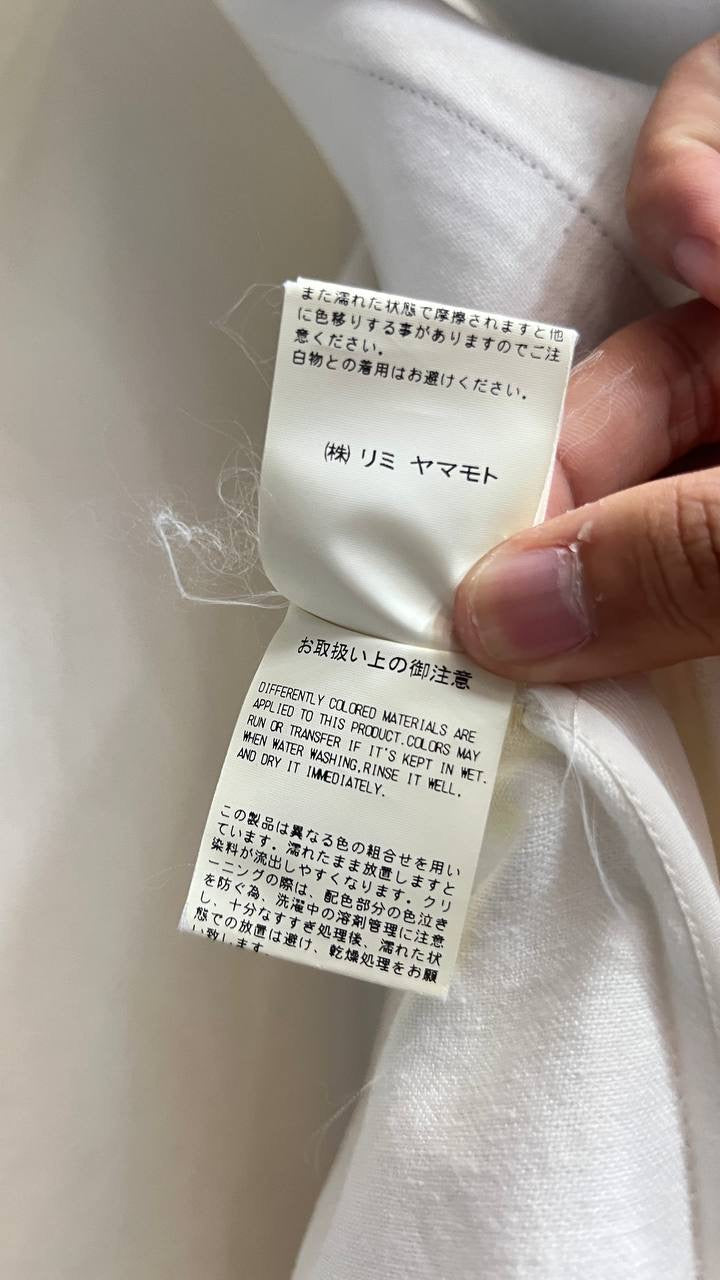 また濡れた状態で摩擦されますと他
に色移りする事がありますのでご注
意ください。
白物との着用はお避けください。
㈱ リミ ヤマモト
お取扱い上の御注意
DIFFERENTLY COLORED MATERIALS ARE
APPLIED TO THIS PRODUCT.COLORS MAY
RUN OR TRANSFER IF IT'S KEPT IN WET.
WHEN WATER WASHING,RINSE IT WELL,
AND DRY IT IMMEDIATELY.
この製品は異なる色の組合せを用い
ています。濡れたまま放置しますと
染料が流出しやすくなります。クリ
ーニングの際は、配色部分の色泣き
を防ぐ為、洗濯中の溶剤管理に注意
し、十分なすすぎ処理後、濡れた状
態での放置は避け、乾燥処理をお願
い致します。